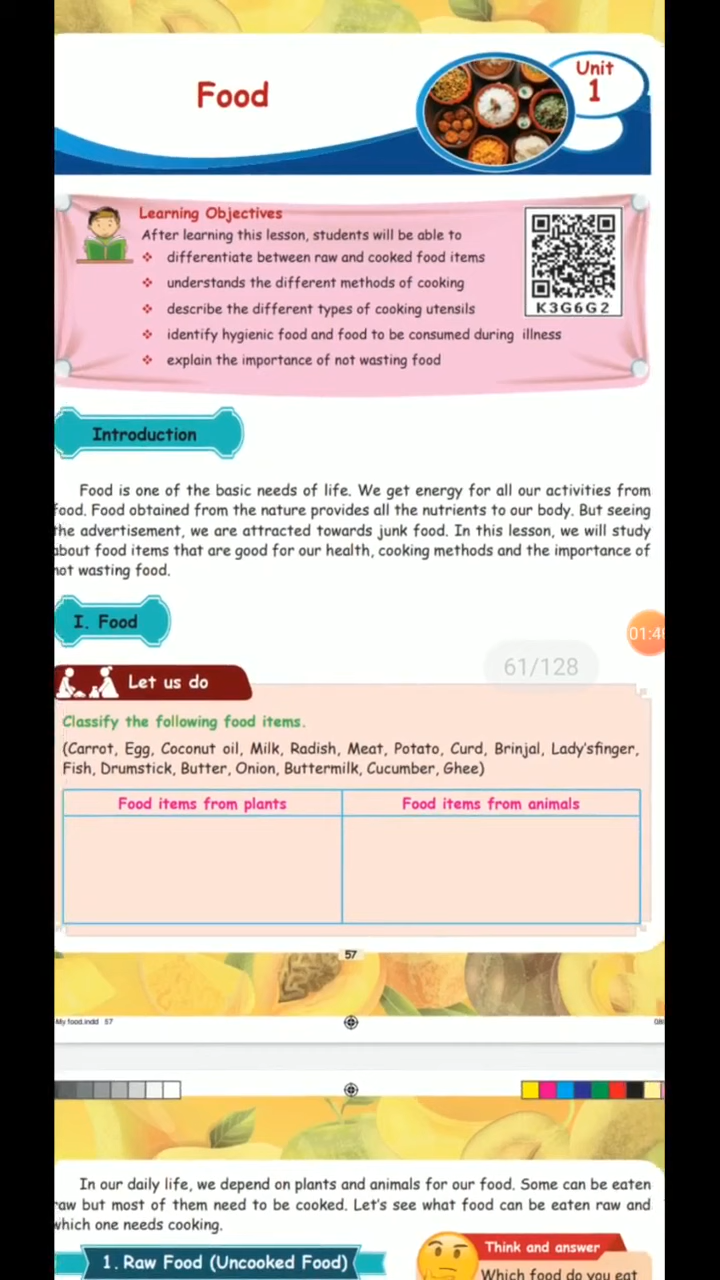 Food
Unit
1
Learning Objectives
After learning this lesson, students will be able to
❖ differentiate between raw and cooked food items
❖ understands the different methods of cooking
❖ describe the different types of cooking utensils
❖ identify hygienic food and food to be consumed during illness
❖ explain the importance of not wasting food
K3G6G2
Introduction
Food is one of the basic needs of life. We get energy for all our activities from
food. Food obtained from the nature provides all the nutrients to our body. But seeing
the advertisement, we are attracted towards junk food. In this lesson, we will study
about food items that are good for our health, cooking methods and the importance of
not wasting food.
I. Food
01:48
61/128
Let us do
Classify the following food items.
(Carrot, Egg, Coconut oil, Milk, Radish, Meat, Potato, Curd, Brinjal, Lady'sfinger,
Fish, Drumstick, Butter, Onion, Buttermilk, Cucumber, Ghee)
Food items from plants
Food items from animals
57
My food.indd 57
In our daily life, we depend on plants and animals for our food. Some can be eaten
raw but most of them need to be cooked. Let's see what food can be eaten raw and
which one needs cooking.
1. Raw Food (Uncooked Food)
Think and answer
Which food do you eat